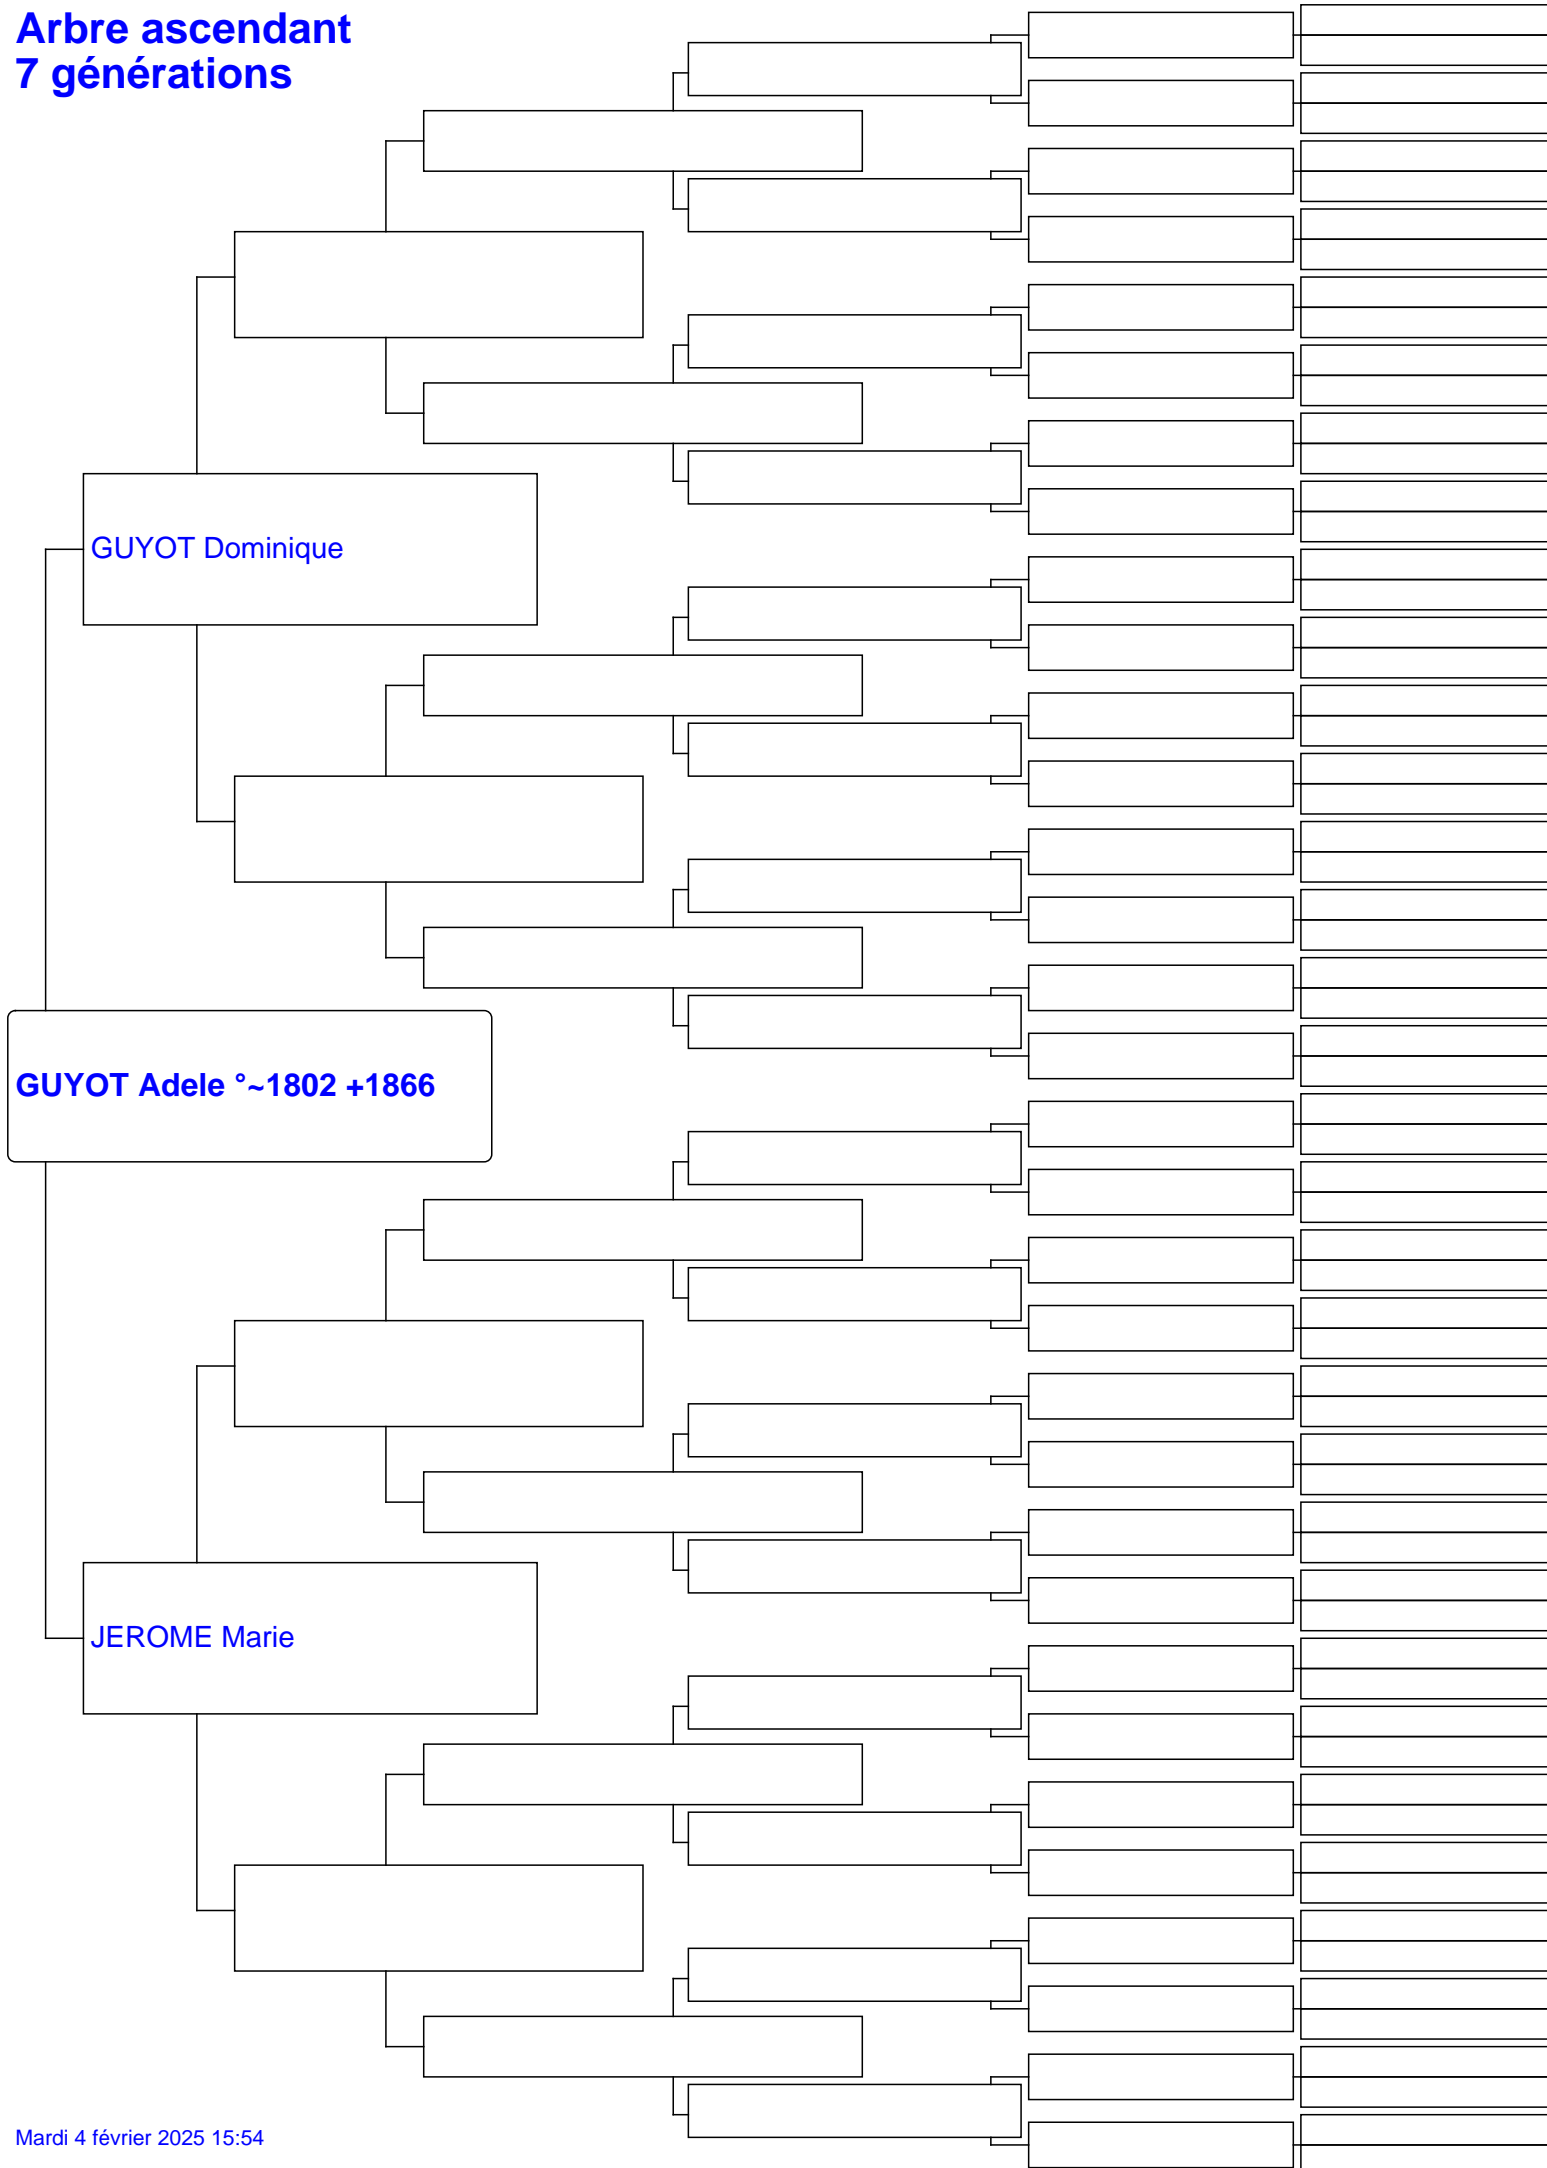 Arbre ascendant
7 générations
GUYOT Dominique
GUYOT Adele °~1802 +1866
JEROME Marie
Mardi 4 février 2025 15:54